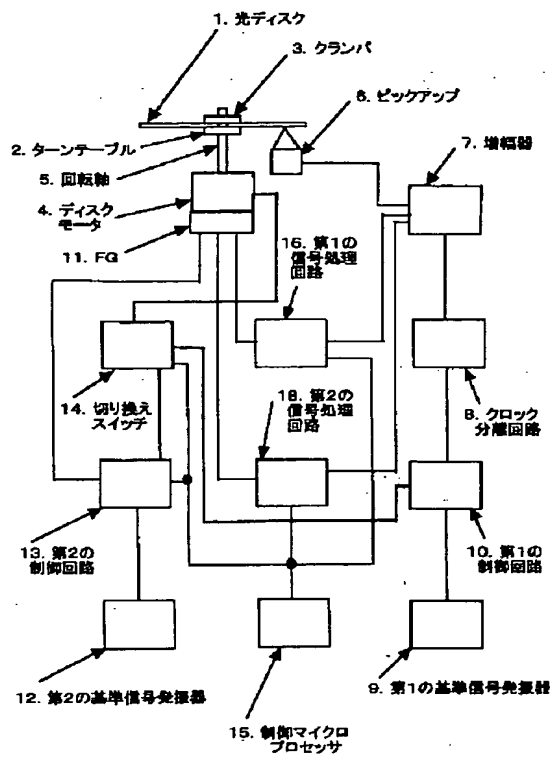 1. 光ディスク
3. クランパ
6. ピックアップ
2. ターンテーブル
7. 増幅器
5. 回転軸
4. ディスク
モータ
11. FG
16. 第1の
信号処理
回路
14. 切り換え
スイッチ
18. 第2の
信号処理
回路
8. クロック
分離回路
13. 第2の
制御回路
10. 第1の
制御回路
12. 第2の基準信号発振器
9. 第1の基準信号発振器
15. 制御マイクロ
プロセッサ